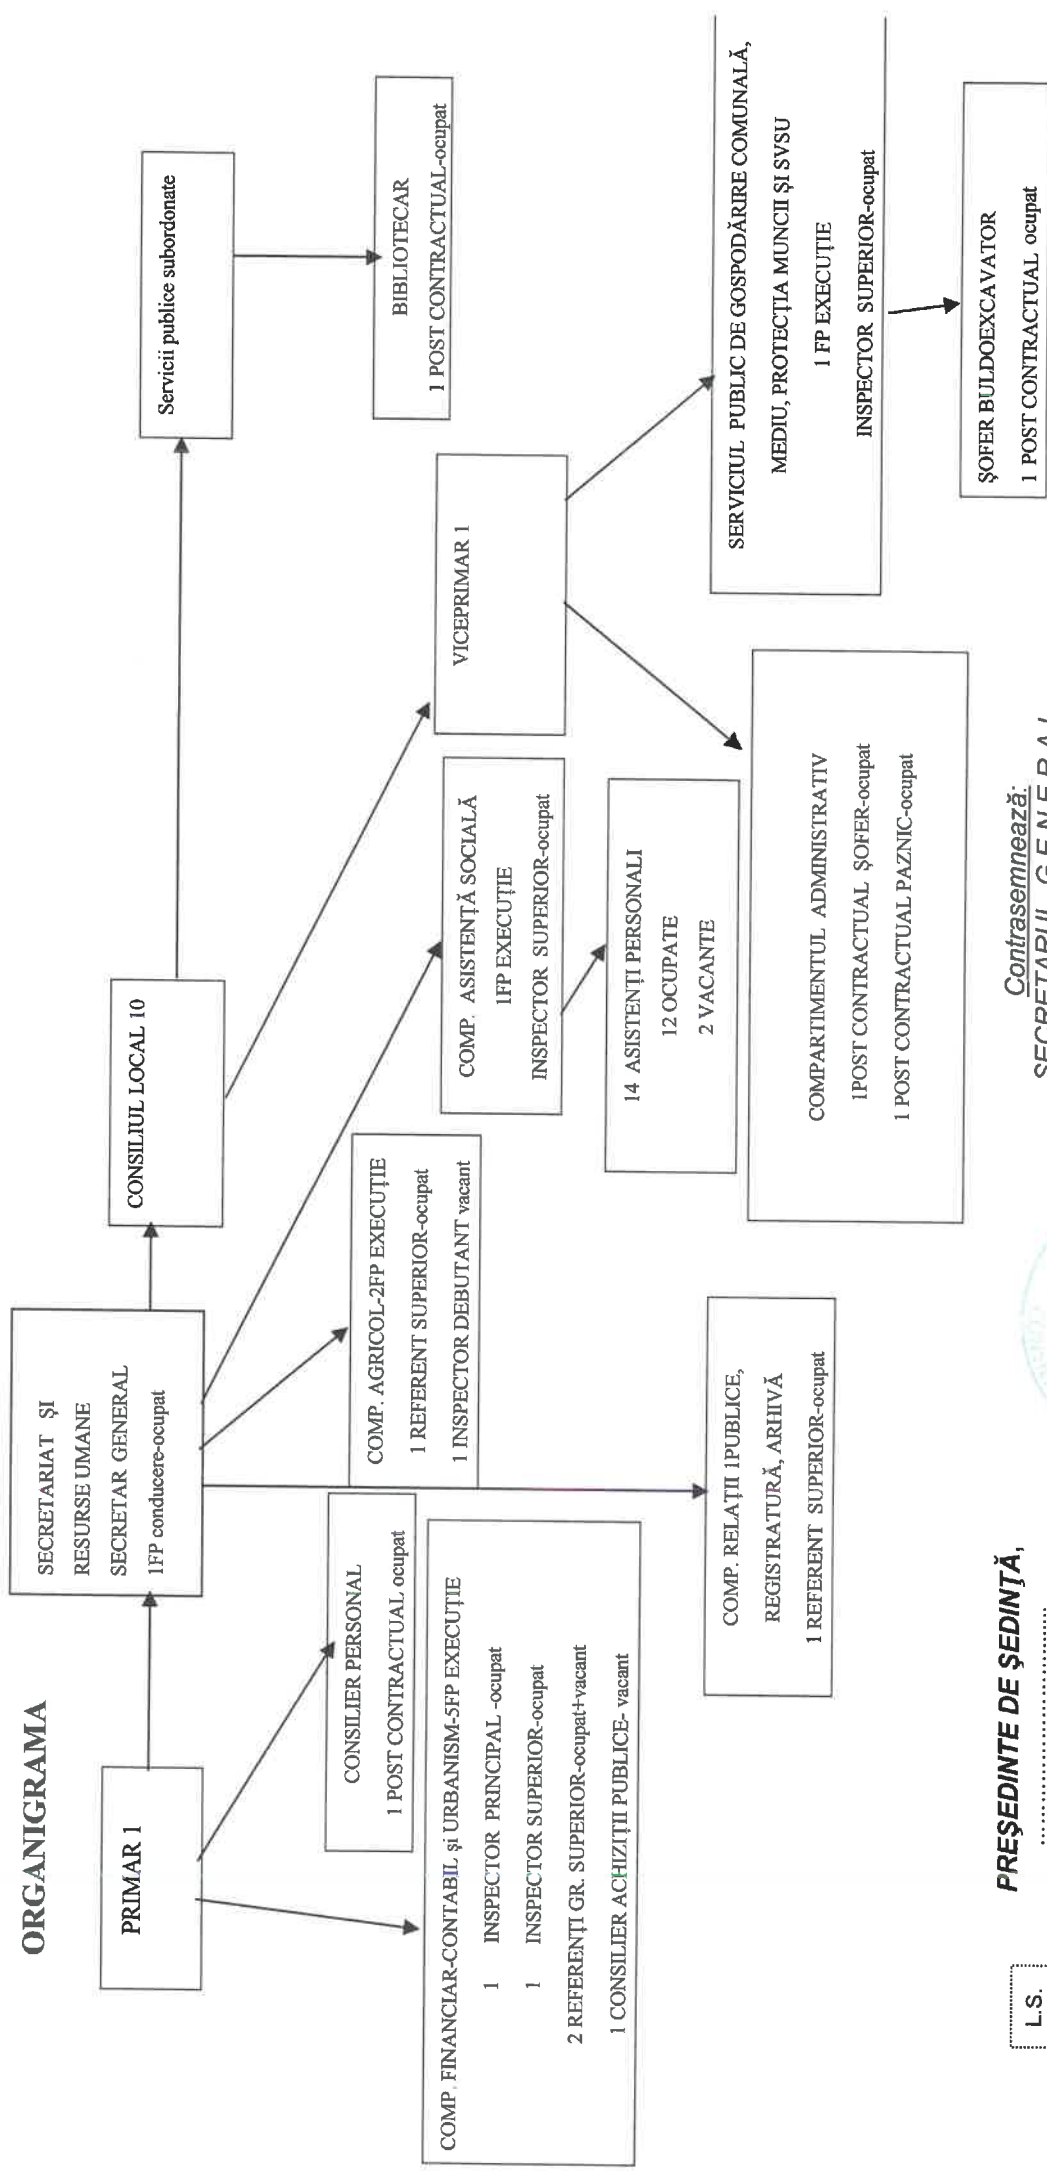 ORGANIGRAMA
PRIMAR 1
SECRETARIAT ŞI
RESURSE UMANE
SECRETAR GENERAL
1FP conducere-ocupat
CONSILIUL LOCAL 10
Servicii publice subordonate
BIBLIOTECAR
1 POST CONTRACTUAL-ocupat
CONSILIER PERSONAL
1 POST CONTRACTUAL ocupat
COMP. AGRICOL-2FP EXECUŢIE
1 REFERENT SUPERIOR-ocupat
1 INSPECTOR DEBUTANT vacant
COMP. ASISTENŢĂ SOCIALĂ
1FP EXECUŢIE
INSPECTOR SUPERIOR-ocupat
VICEPRIMAR 1
COMP. FINANCIAR-CONTABIL şi URBANISM-5FP EXECUŢIE
1 INSPECTOR PRINCIPAL -ocupat
1 INSPECTOR SUPERIOR-ocupat
2 REFERENŢI GR. SUPERIOR-ocupat+vacant
1 CONSILIER ACHIZIŢII PUBLICE- vacant
14 ASISTENŢI PERSONALI
12 OCUPATE
2 VACANTE
COMP. RELAŢII 1PUBLICE,
REGISTRATURĂ, ARHIVĂ
1 REFERENT SUPERIOR-ocupat
COMPARTIMENTUL ADMINISTRATIV
1POST CONTRACTUAL ŞOFER-ocupat
1 POST CONTRACTUAL PAZNIC-ocupat
SERVICIUL PUBLIC DE GOSPODĂRIRE COMUNALĂ,
MEDIU, PROTECŢIA MUNCII ŞI SVSU
1 FP EXECUŢIE
INSPECTOR SUPERIOR-ocupat
ŞOFER BULDOEXCAVATOR
1 POST CONTRACTUAL ocupat
L.S.
PREŞEDINTE DE ŞEDINŢĂ,
Contrasemnează:
SECRETARUL GENERAL